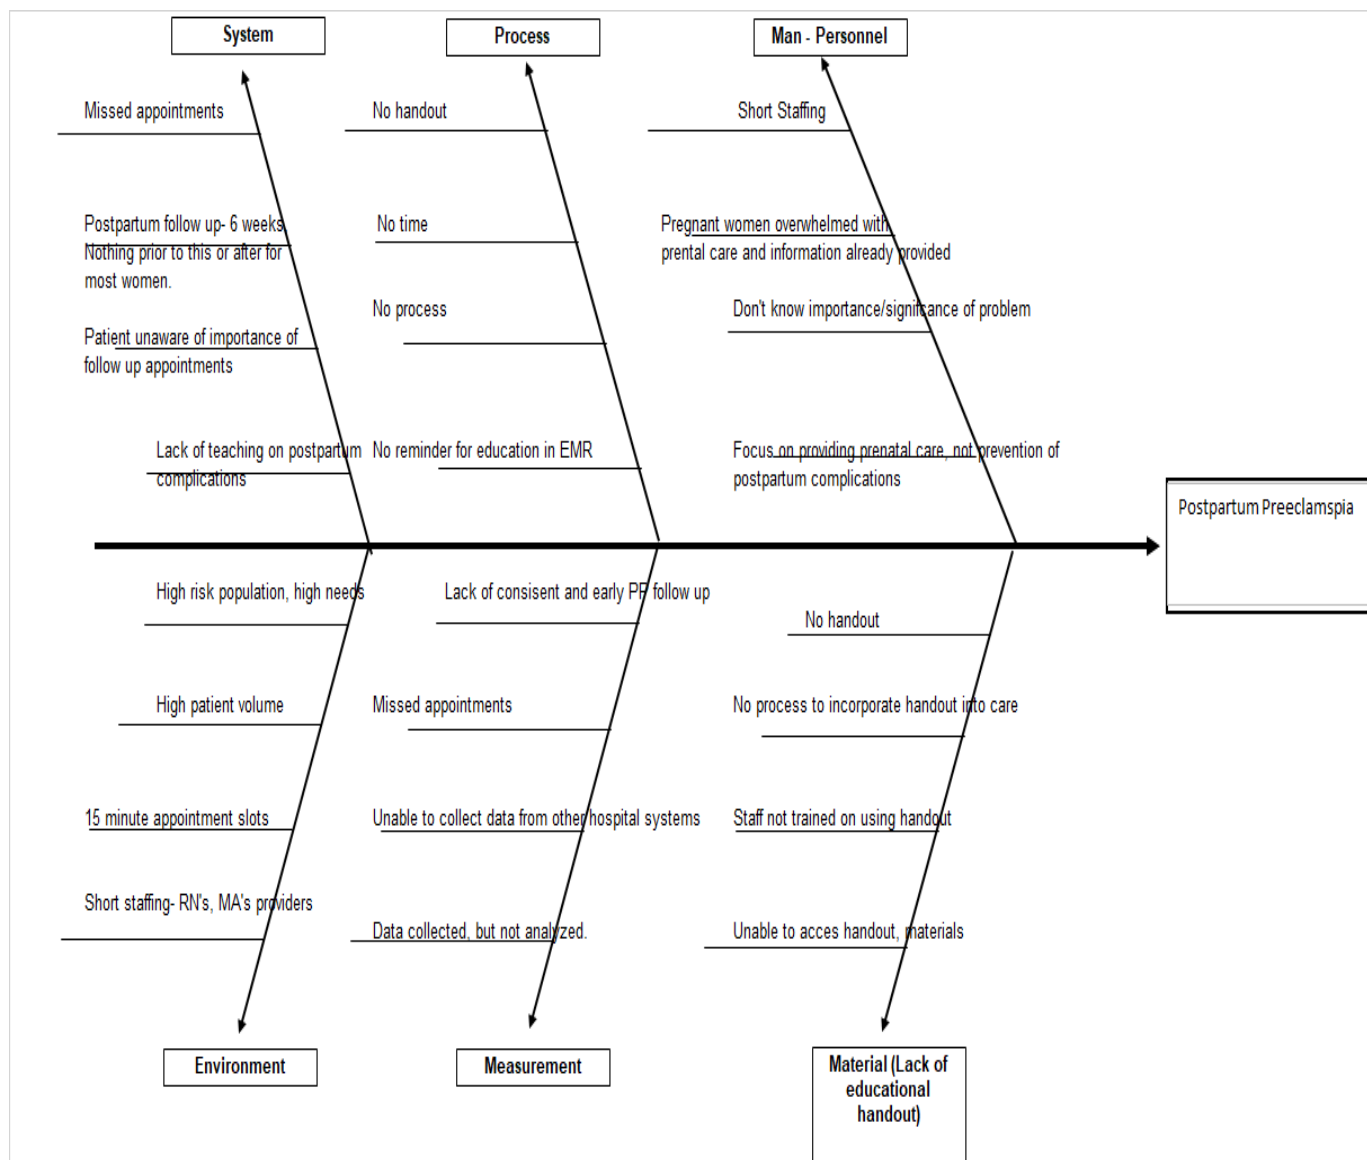 System
Process
Man - Personnel
Missed appointments
No handout
Short Staffing
Postpartum follow up- 6 weeks.
Nothing prior to this or after for
most women.
No time
Pregnant women overwhelmed with
prental care and information already provided
Patient unaware of importance of
follow up appointments
No process
Don't know importance/signifcance of problem
Lack of teaching on postpartum
complications
No reminder for education in EMR
Focus on providing prenatal care, not prevention of
postpartum complications
Postpartum Preeclamspia
High risk population, high needs
Lack of consisent and early PP follow up
No handout
High patient volume
Missed appointments
No process to incorporate handout into care
15 minute appointment slots
Unable to collect data from other hospital systems
Staff not trained on using handout
Short staffing- RN's, MA's providers
Data collected, but not analyzed.
Unable to acces handout, materials
Environment
Measurement
Material (Lack of
educational
handout)